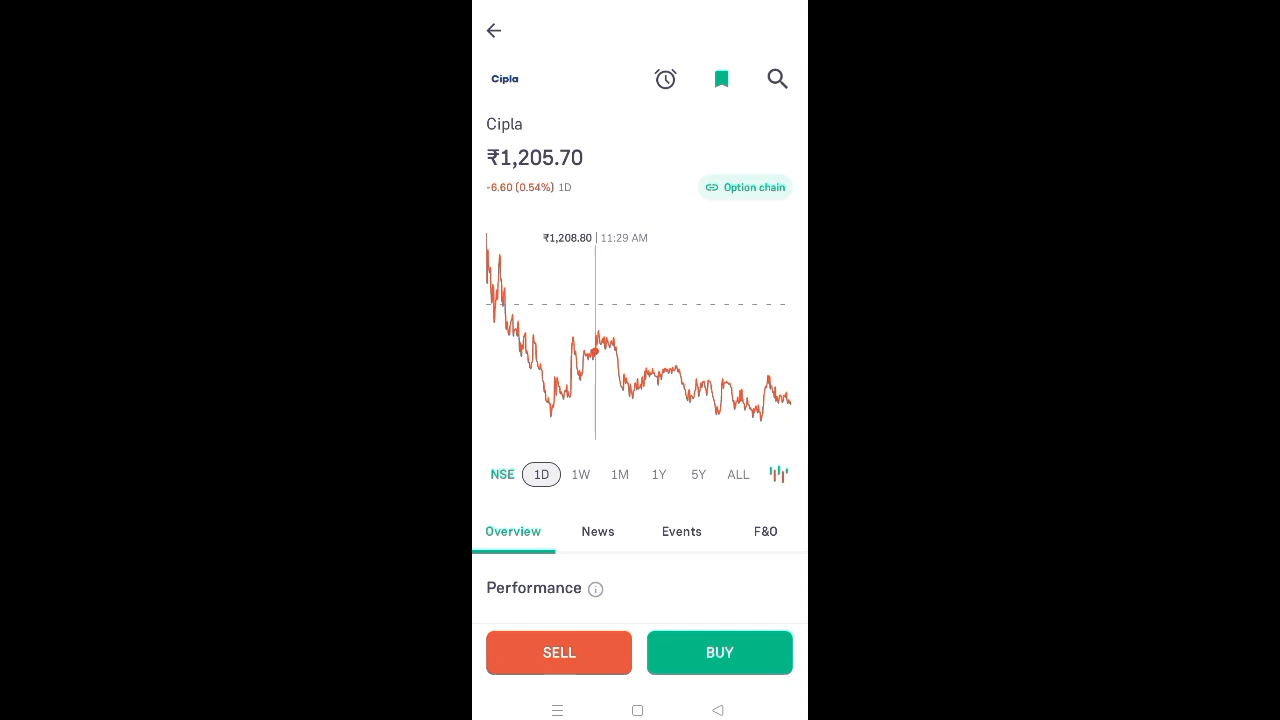 Cipla
Cipla
₹1,205.70
-6.60 (0.54%) 1D
Option chain
₹1,208.80 | 11:29 AM
NSE 1D 1W 1M 1Y 5Y ALL
Overview News Events F&O
Performance
SELL BUY